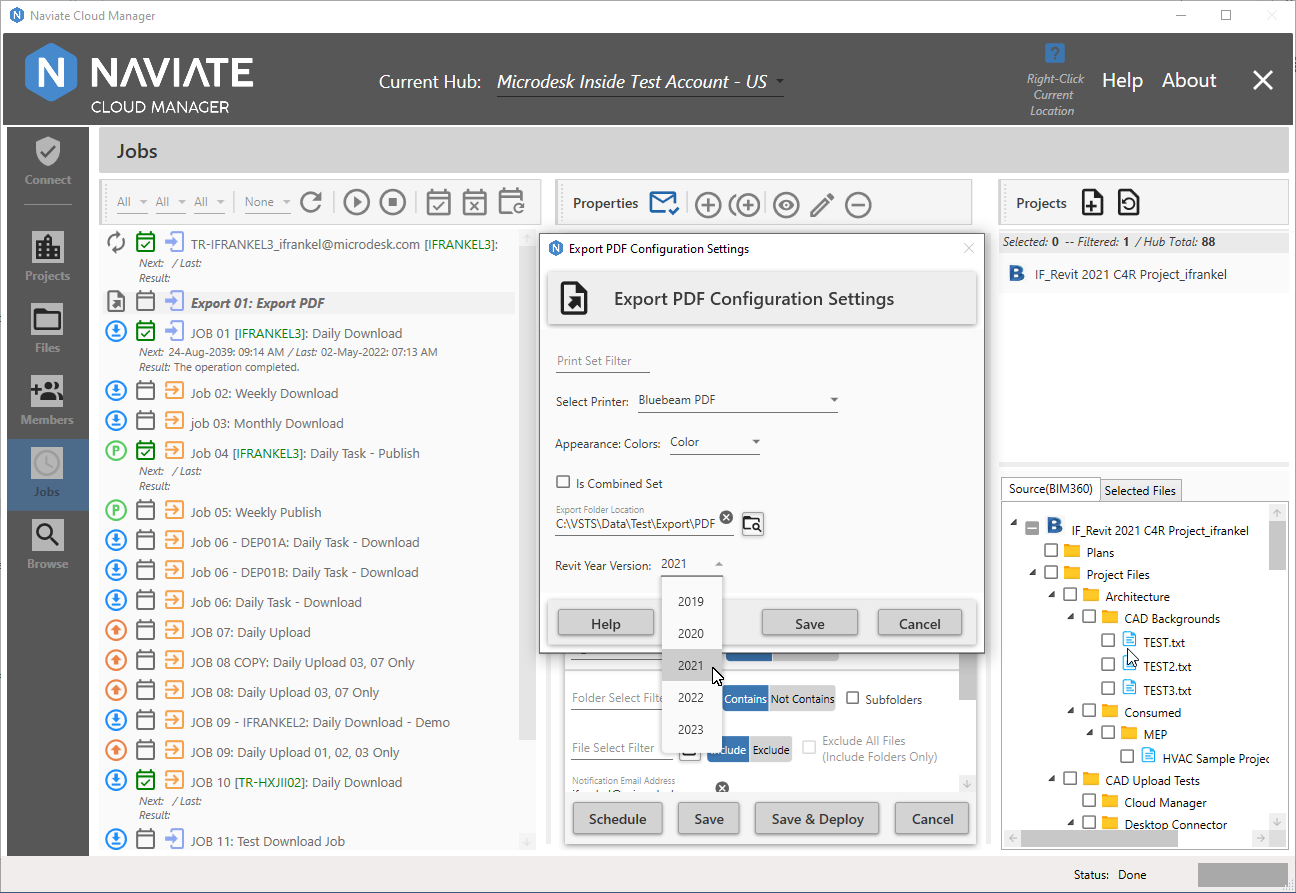 Naviate Cloud Manager
N NAVIATE
CLOUD MANAGER
Current Hub: Microdesk Inside Test Account - US
?
Right-Click
Current
Location
Help
About
Connect
Projects
Files
Members
Jobs
Browse
Jobs
All
All
All
None
Properties
Projects
TR-IFRANKEL3_ifrankel@microdesk.com [IFRANKEL3]:
Next: / Last:
Result:
Export 01: Export PDF
JOB 01 [IFRANKEL3]: Daily Download
Next: 24-Aug-2039: 09:14 AM / Last: 02-May-2022: 07:13 AM
Result: The operation completed.
Job 02: Weekly Download
job 03: Monthly Download
P Job 04 [IFRANKEL3]: Daily Task - Publish
Next: / Last:
Result:
P Job 05: Weekly Publish
Job 06 - DEP01A: Daily Task - Download
Job 06 - DEP01B: Daily Task - Download
Job 06: Daily Task - Download
JOB 07: Daily Upload
JOB 08 COPY: Daily Upload 03, 07 Only
JOB 08: Daily Upload 03, 07 Only
JOB 09 - IFRANKEL2: Daily Download - Demo
JOB 09: Daily Upload 01, 02, 03 Only
JOB 10 [TR-HXJII02]: Daily Download
Next: / Last:
Result:
JOB 11: Test Download Job
Export PDF Configuration Settings
Export PDF Configuration Settings
Print Set Filter
Select Printer: Bluebeam PDF
Appearance: Colors: Color
Is Combined Set
Export Folder Location
C:\VSTS\Data\Test\Export\PDF
Revit Year Version: 2021
2019
2020
2021
2022
2023
Help
Save
Cancel
Folder Select Filte
Contains
Not Contains
Subfolders
File Select Filter
Include
Exclude
Exclude All Files
(Include Folders Only)
Notification Email Address
Schedule
Save
Save & Deploy
Cancel
Selected: 0 -- Filtered: 1 / Hub Total: 88
B IF_Revit 2021 C4R Project_ifrankel
Source(BIM360)
Selected Files
B IF_Revit 2021 C4R Project_ifrankel
Plans
Project Files
Architecture
CAD Backgrounds
TEST.txt
TEST2.txt
TEST3.txt
Consumed
MEP
HVAC Sample Projec
CAD Upload Tests
Cloud Manager
Desktop Connector
Status: Done